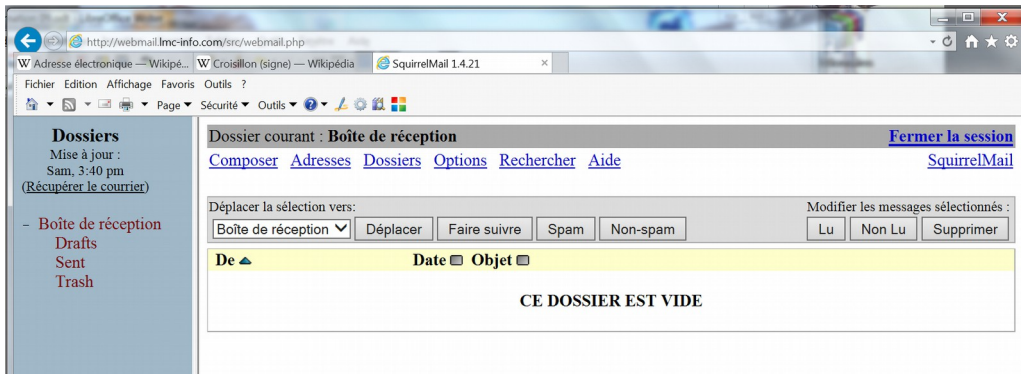 http://webmail.lmc-info.com/src/webmail.php
W Adresse électronique — Wikipé... W Croisillon (signe) — Wikipédia SquirrelMail 1.4.21 ×
Fichier Edition Affichage Favoris Outils ?
Page Sécurité Outils
Dossiers
Mise à jour :
Sam, 3:40 pm
(Récupérer le courrier)
– Boîte de réception
Drafts
Sent
Trash
Dossier courant : Boîte de réception Fermer la session
Composer Adresses Dossiers Options Rechercher Aide SquirrelMail
Déplacer la sélection vers: Modifier les messages sélectionnés :
Boîte de réception Déplacer Faire suivre Spam Non-spam Lu Non Lu Supprimer
De Date Objet
CE DOSSIER EST VIDE